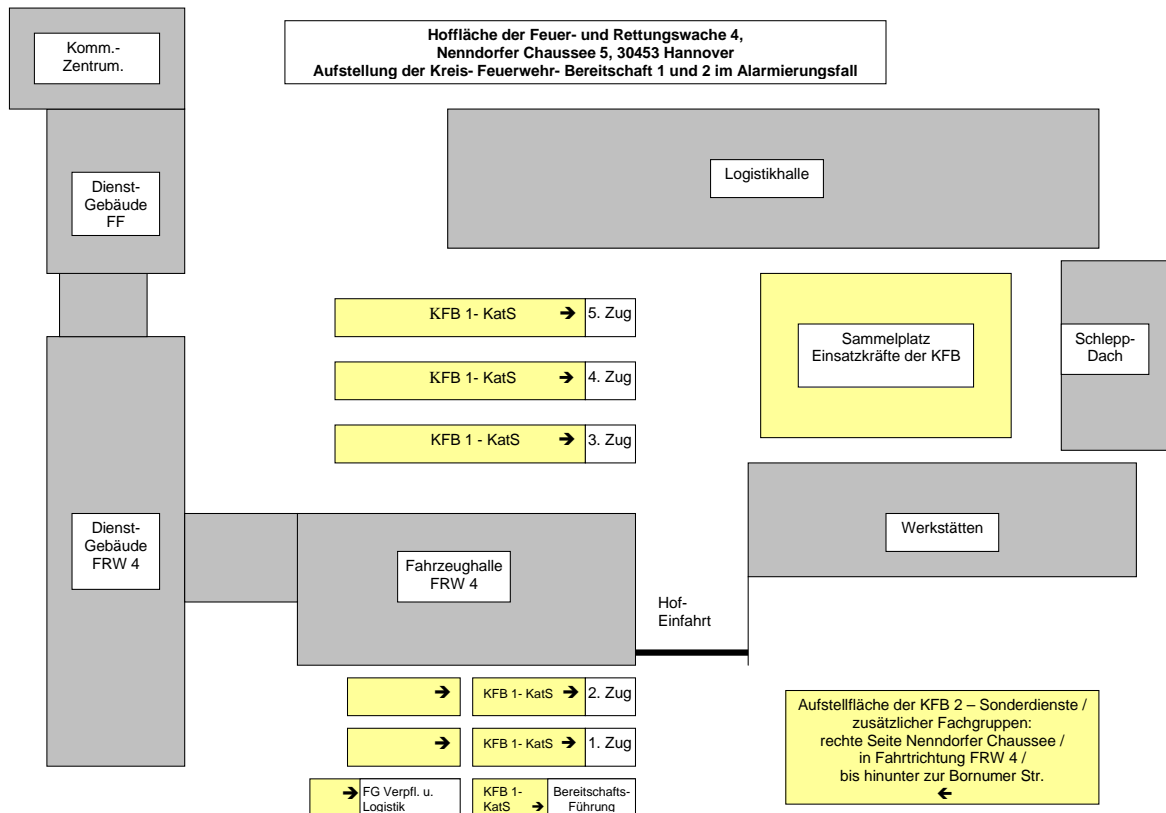 Hoffläche der Feuer- und Rettungswache 4,
Nenndorfer Chaussee 5, 30453 Hannover
Aufstellung der Kreis- Feuerwehr- Bereitschaft 1 und 2 im Alarmierungsfall
Komm.-
Zentrum.
Logistikhalle
Dienst-
Gebäude
FF
KFB 1- KatS ➔ 5. Zug
Sammelplatz
Einsatzkräfte der KFB
Schlepp-
Dach
KFB 1- KatS ➔ 4. Zug
KFB 1 - KatS ➔ 3. Zug
Dienst-
Gebäude
FRW 4
Fahrzeughalle
FRW 4
Werkstätten
Hof-
Einfahrt
➔ KFB 1- KatS ➔ 2. Zug
➔ KFB 1- KatS ➔ 1. Zug
➔ FG Verpfl. u.
Logistik
KFB 1-
KatS ➔
Bereitschafts-
Führung
Aufstellfläche der KFB 2 – Sonderdienste /
zusätzlicher Fachgruppen:
rechte Seite Nenndorfer Chaussee /
in Fahrtrichtung FRW 4 /
bis hinunter zur Bornumer Str.
🡸